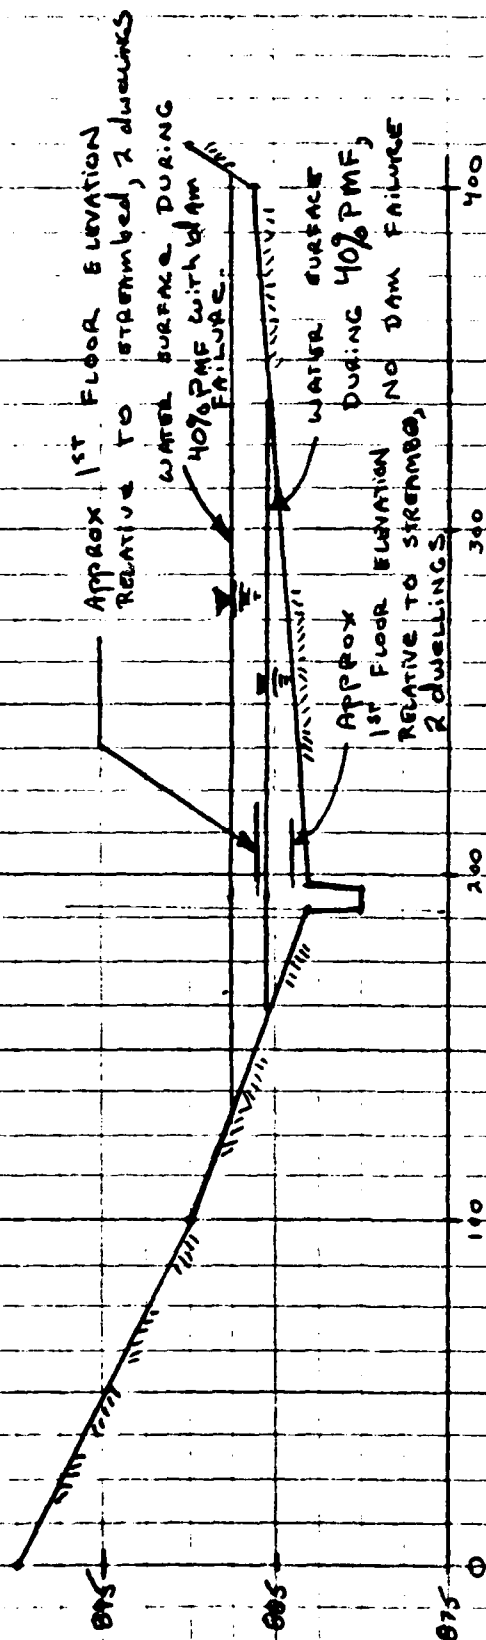 APPROX 1ST FLOOR ELEVATION
RELATIVE TO STREAMBED, 2 dwellings
WATER SURFACE DURING
40% PMF with DAM
FAILURE.
WATER SURFACE
DURING 40% PMF,
NO DAM FAILURE
APPROX
1ST FLOOR ELEVATION
RELATIVE TO STREAMBED,
2 dwellings
895
885
875
0
100
200
300
400